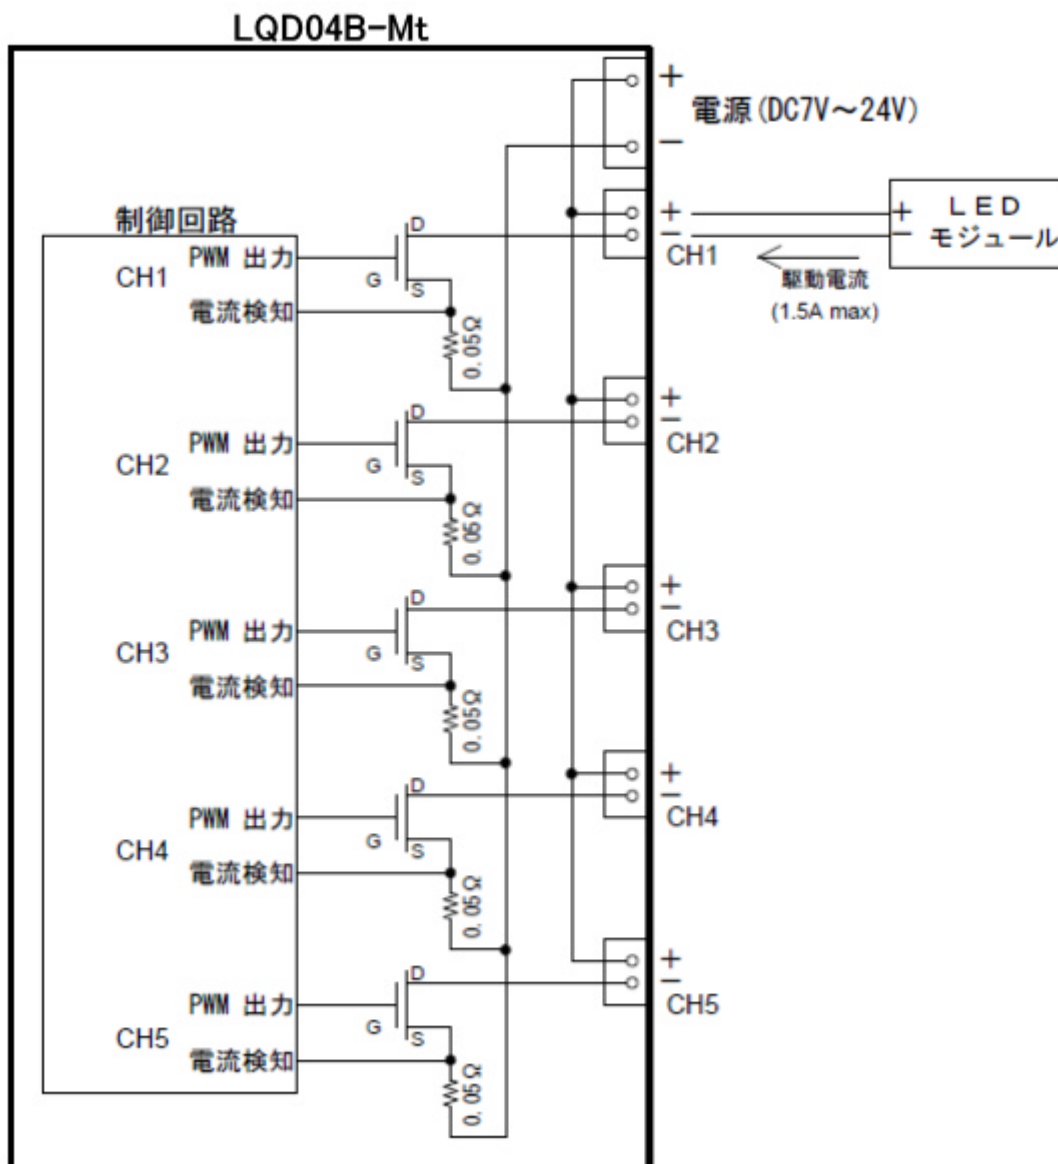 LQD04B-Mt
+
電源(DC7V～24V)
−
制御回路
CH1
PWM 出力
電流検知
G
D
S
0.05Ω
+
−
CH1
+
−
LED
モジュール
駆動電流
(1.5A max)
CH2
PWM 出力
電流検知
G
D
S
0.05Ω
+
−
CH2
CH3
PWM 出力
電流検知
G
D
S
0.05Ω
+
−
CH3
CH4
PWM 出力
電流検知
G
D
S
0.05Ω
+
−
CH4
CH5
PWM 出力
電流検知
G
D
S
0.05Ω
+
−
CH5